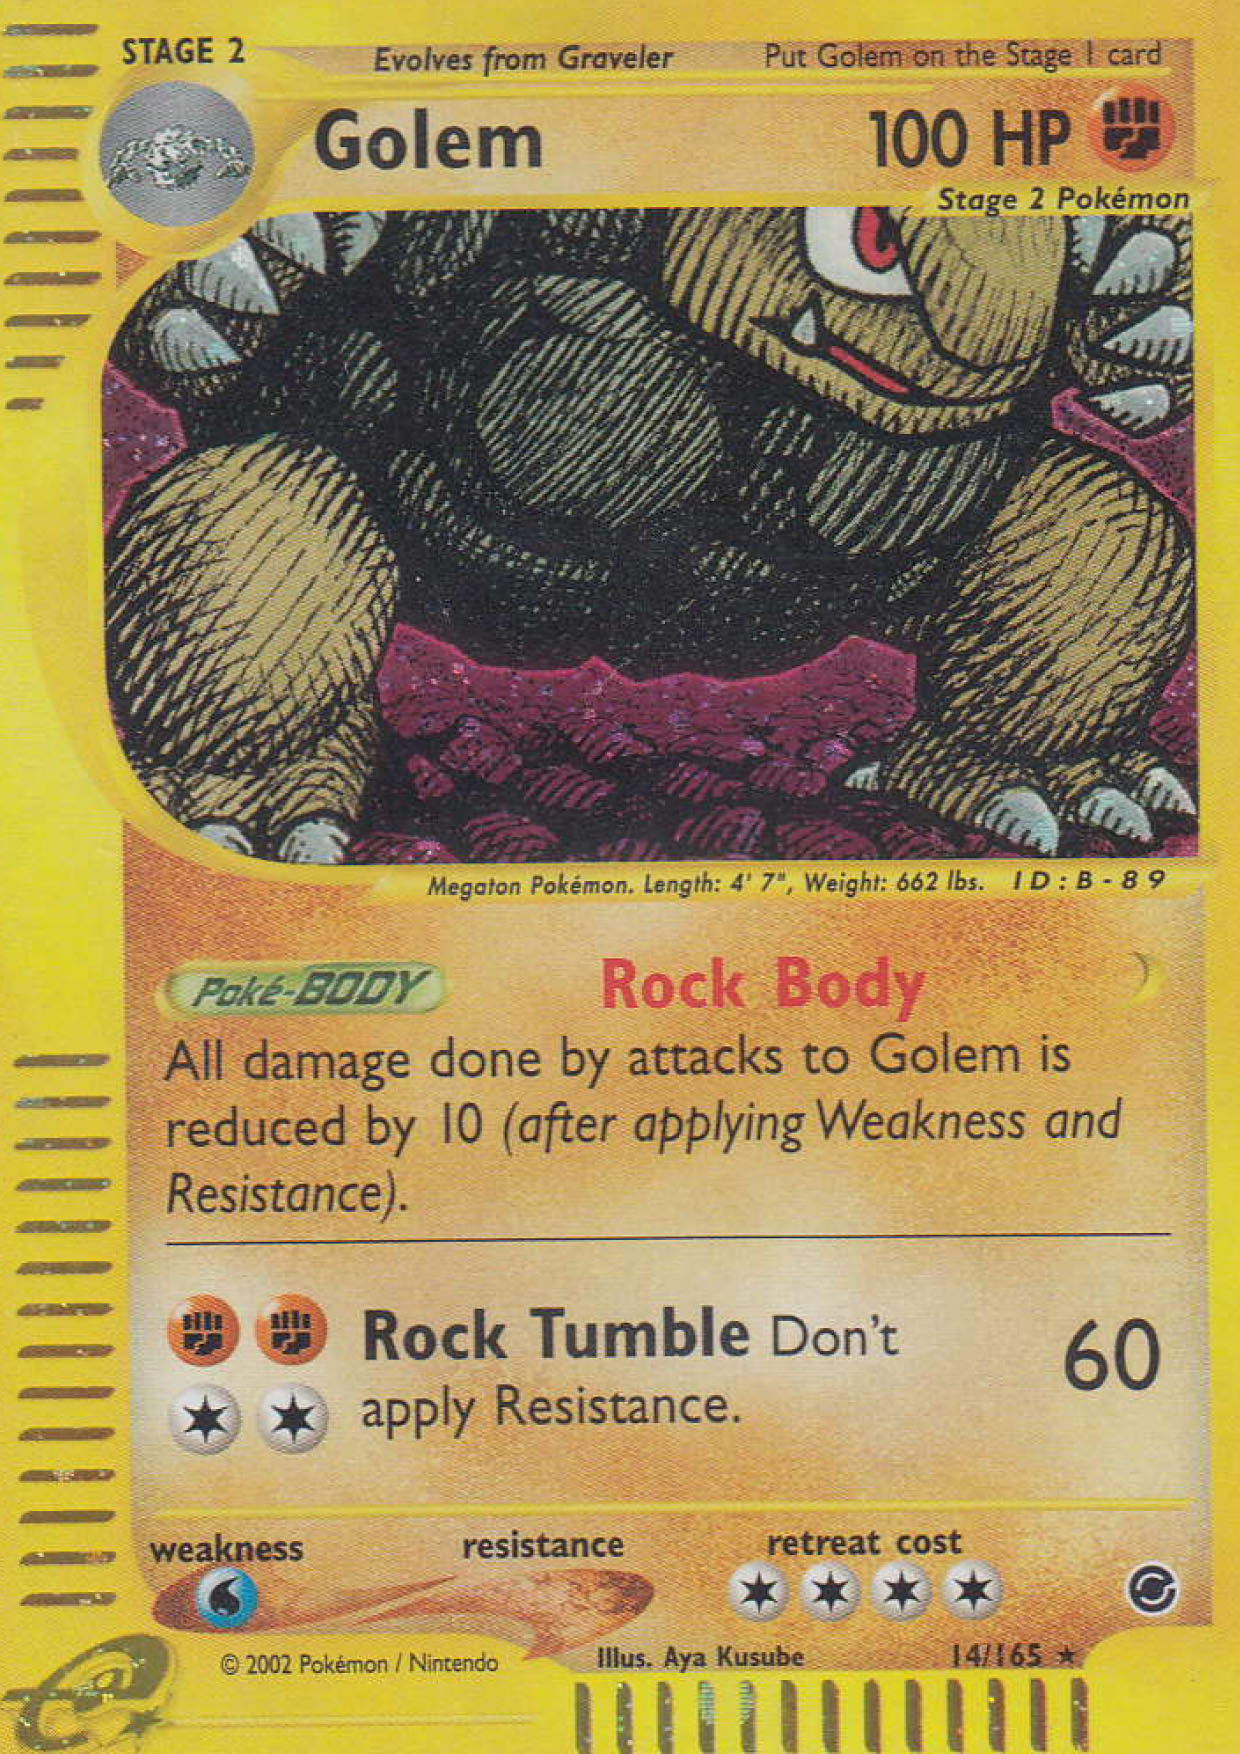 STAGE 2
Evolves from Graveler
Put Golem on the Stage 1 card
Golem
100 HP
Stage 2 Pokémon
Megaton Pokémon. Length: 4' 7", Weight: 662 lbs. ID:B-89
Poké-BODY
Rock Body
All damage done by attacks to Golem is
reduced by 10 (after applying Weakness and
Resistance).
Rock Tumble Don't
60
apply Resistance.
weakness
resistance
retreat cost
© 2002 Pokémon / Nintendo
Illus. Aya Kusube
14/165 ★
e